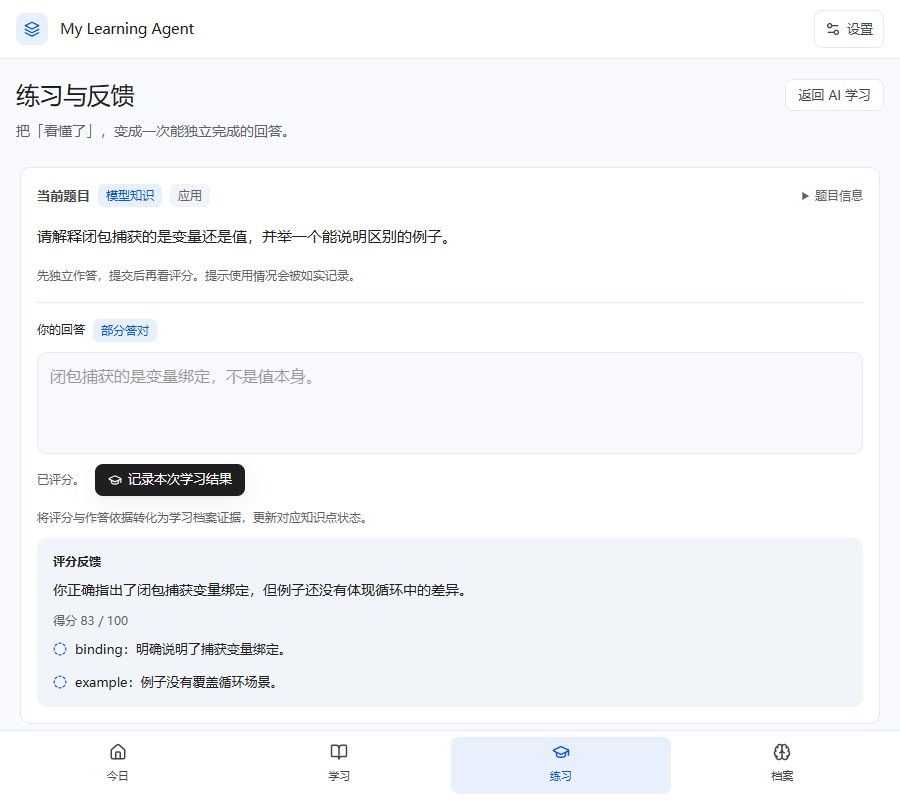 My Learning Agent
设置
练习与反馈
返回 AI 学习
把「看懂了」，变成一次能独立完成的回答。
当前题目 模型知识 应用
题目信息
请解释闭包捕获的是变量还是值，并举一个能说明区别的例子。
先独立作答，提交后再看评分。提示使用情况会被如实记录。
你的回答 部分答对
闭包捕获的是变量绑定，不是值本身。
已评分。 记录本次学习结果
将评分与作答依据转化为学习档案证据，更新对应知识点状态。
评分反馈
你正确指出了闭包捕获变量绑定，但例子还没有体现循环中的差异。
得分 83 / 100
binding：明确说明了捕获变量绑定。
example：例子没有覆盖循环场景。
今日
学习
练习
档案